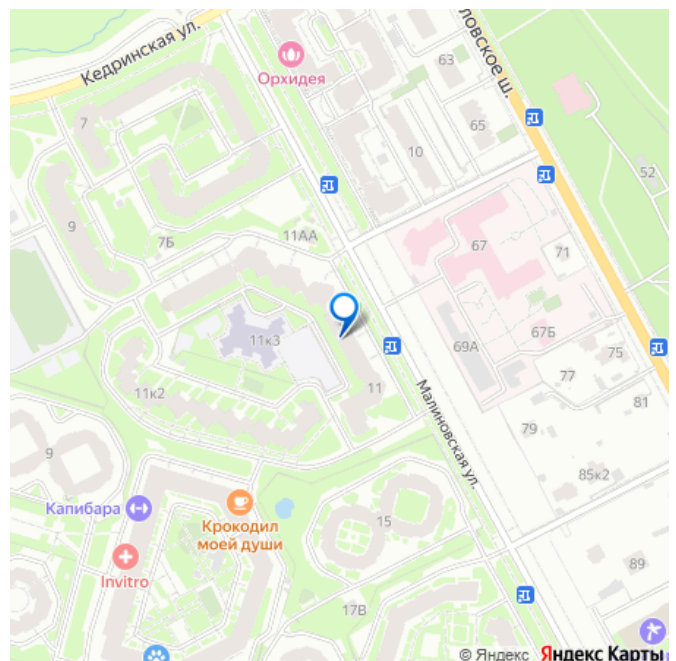 Кедринская ул.
ловское ш.
63
Орхидея
7
65
10
52
9
7Б
11АА
67
71
11к3
69А
67Б
75
77
11к2
11
81
Малиновская ул.
79
9
85к2
Капибара
Крокодил
моей души
15
Invitro
89
17В
© Яндекс Яндекс Карты